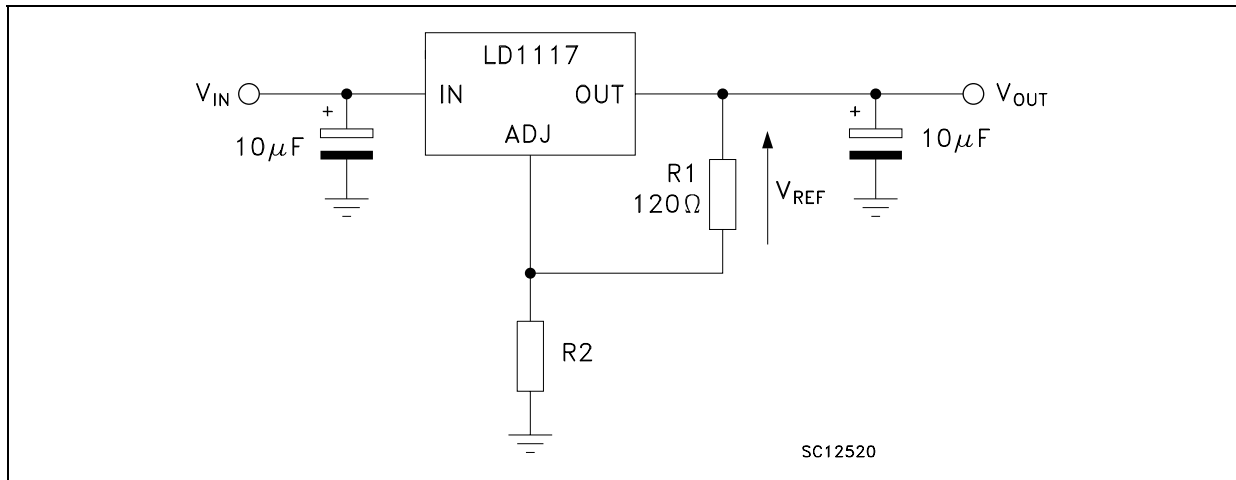 LD1117
V_IN
IN
OUT
V_OUT
+
+
10μF
ADJ
10μF
R1
120Ω
V_REF
R2
SC12520